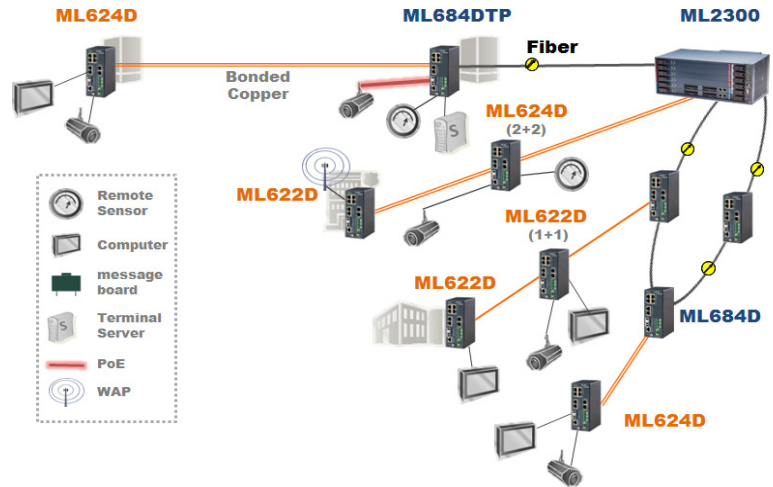 ML624D
ML684DTP
ML2300
Fiber
Bonded
Copper
S
ML624D
(2+2)
ML622D
ML622D
(1+1)
ML622D
ML684D
ML624D
Remote
Sensor
Computer
message
board
S
Terminal
Server
PoE
WAP